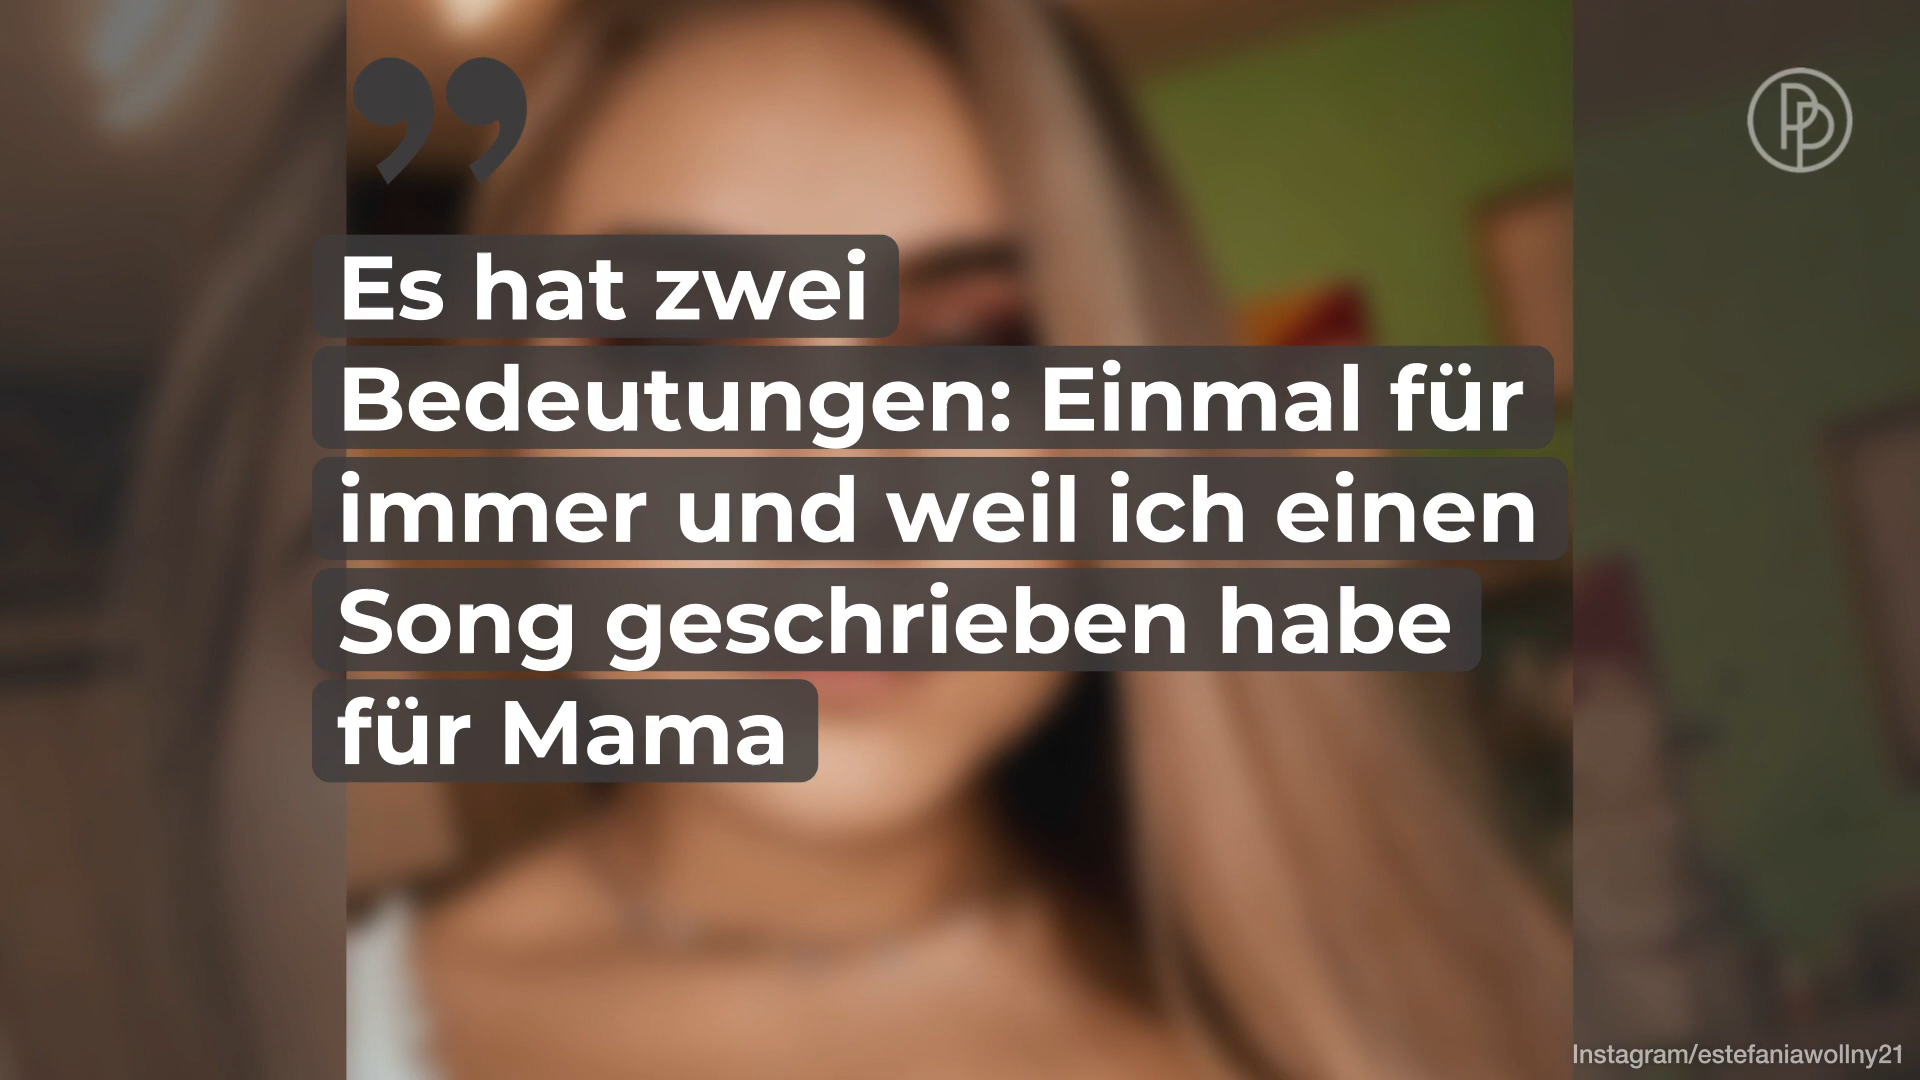 ”
Es hat zwei
Bedeutungen: Einmal für
immer und weil ich einen
Song geschrieben habe
für Mama
Instagram/estefaniawollny21